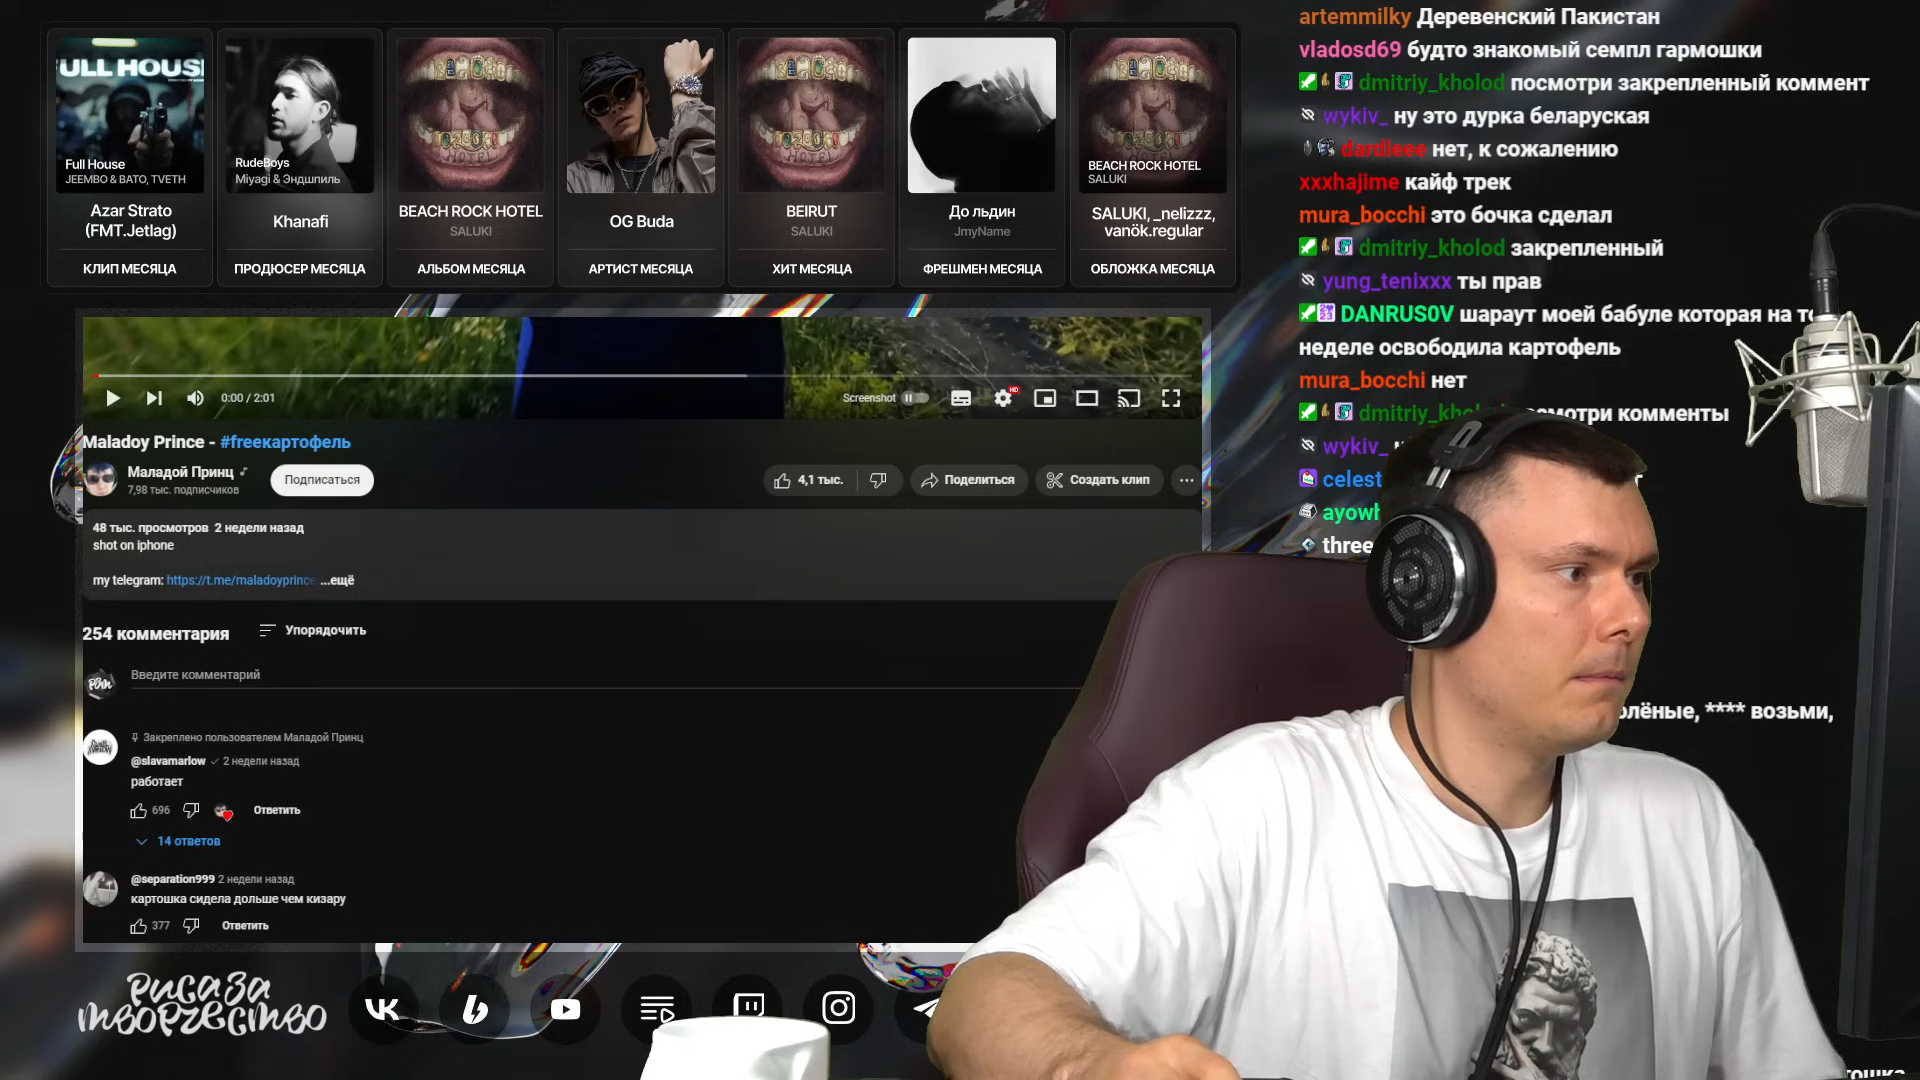 FULL HOUSE
Full House
JEEMBO & BATO, TVETH
Azar Strato
(FMT.Jetlag)
КЛИП МЕСЯЦА
RudeBoys
Miyagi & Эндшпиль
Khanafi
ПРОДЮСЕР МЕСЯЦА
BEACH ROCK HOTEL
SALUKI
АЛЬБОМ МЕСЯЦА
OG Buda
АРТИСТ МЕСЯЦА
BEIRUT
SALUKI
ХИТ МЕСЯЦА
До льдин
JmyName
ФРЕШМЕН МЕСЯЦА
BEACH ROCK HOTEL
SALUKI
SALUKI, _nelizzz,
vanök.regular
ОБЛОЖКА МЕСЯЦА
0:00 / 2:01
Screenshot
HD
Maladoy Prince - #freeкартофель
Маладой Принц
7,98 тыс. подписчиков
Подписаться
4,1 тыс.
Поделиться
Создать клип
48 тыс. просмотров 2 недели назад
shot on iphone
my telegram: https://t.me/maladoyprince ...ещё
254 комментария
Упорядочить
Введите комментарий
Закреплено пользователем Маладой Принц
@slavamarlow 2 недели назад
работает
696
Ответить
14 ответов
@separation999 2 недели назад
картошка сидела дольше чем кизару
377
Ответить
РИСАЗА
ТВОРЧЕСТВО
artemmilky Деревенский Пакистан
vladosd69 будто знакомый семпл гармошки
dmitriy_kholod посмотри закрепленный коммент
wykiv_ ну это дурка беларуская
dardleee нет, к сожалению
xxxhajime кайф трек
mura_bocchi это бочка сделал
dmitriy_kholod закрепленный
yung_tenixxx ты прав
DANRUS0V шараут моей бабуле которая на
неделе освободила картофель
mura_bocchi нет
комменты
wykiv_
олёные, **** возьми,